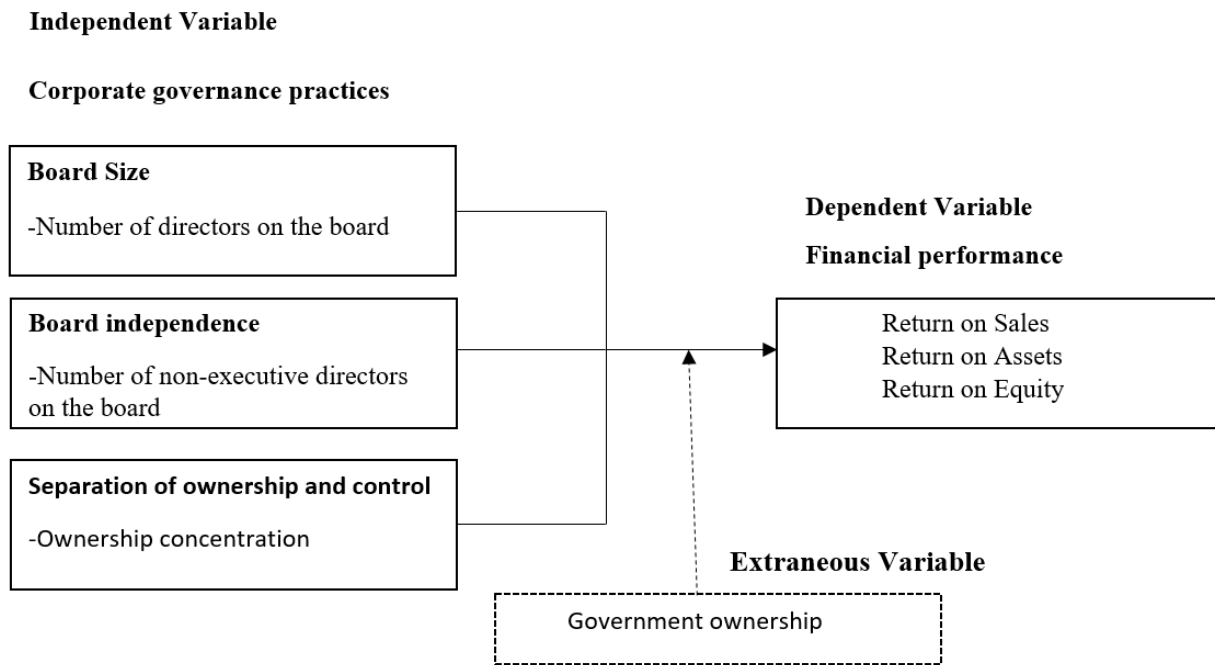 Independent Variable
Corporate governance practices
Board Size
-Number of directors on the board
Board independence
-Number of non-executive directors
on the board
Separation of ownership and control
-Ownership concentration
Dependent Variable
Financial performance
Return on Sales
Return on Assets
Return on Equity
Extraneous Variable
Government ownership